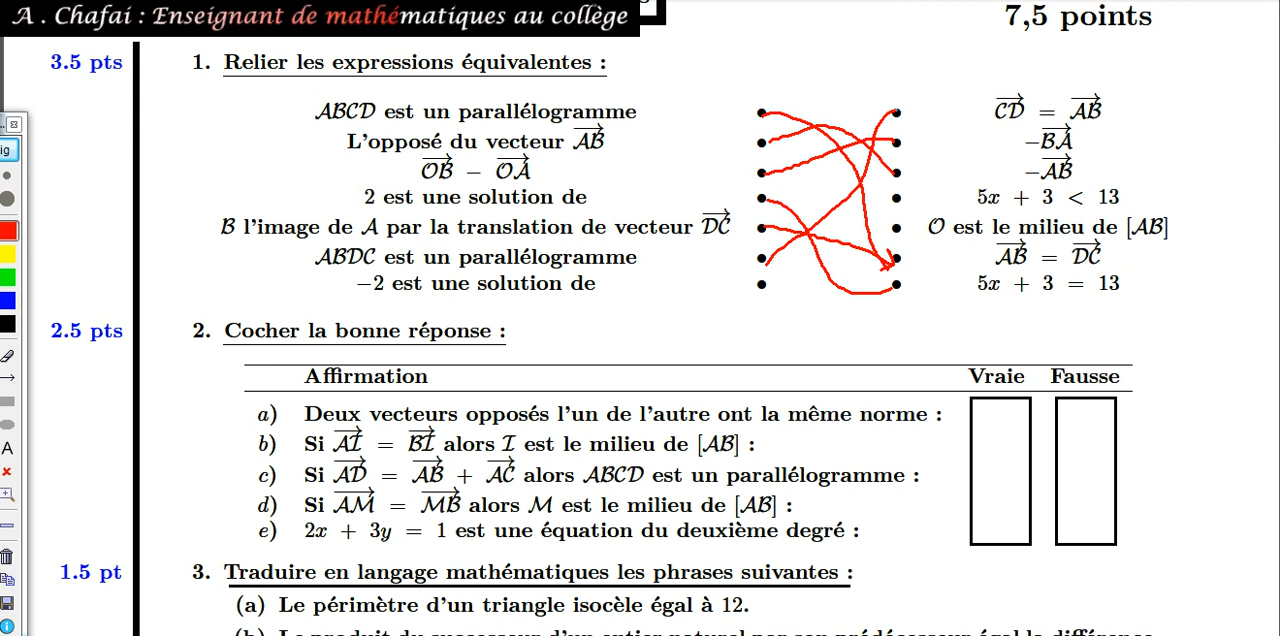 A . Chafai : Enseignant de mathématiques au collège
7,5 points
3.5 pts 1. Relier les expressions équivalentes :
ABCD est un parallélogramme • • CD = AB
L'opposé du vecteur AB • • −BA
OB − OA • • −AB
2 est une solution de • • 5x + 3 < 13
B l'image de A par la translation de vecteur DC • • O est le milieu de [AB]
ABDC est un parallélogramme • • AB = DC
−2 est une solution de • • 5x + 3 = 13
2.5 pts 2. Cocher la bonne réponse :
Affirmation Vraie Fausse
a) Deux vecteurs opposés l'un de l'autre ont la même norme :
b) Si AI = BI alors I est le milieu de [AB] :
c) Si AD = AB + AC alors ABCD est un parallélogramme :
d) Si AM = MB alors M est le milieu de [AB] :
e) 2x + 3y = 1 est une équation du deuxième degré :
1.5 pt 3. Traduire en langage mathématiques les phrases suivantes :
(a) Le périmètre d'un triangle isocèle égal à 12.